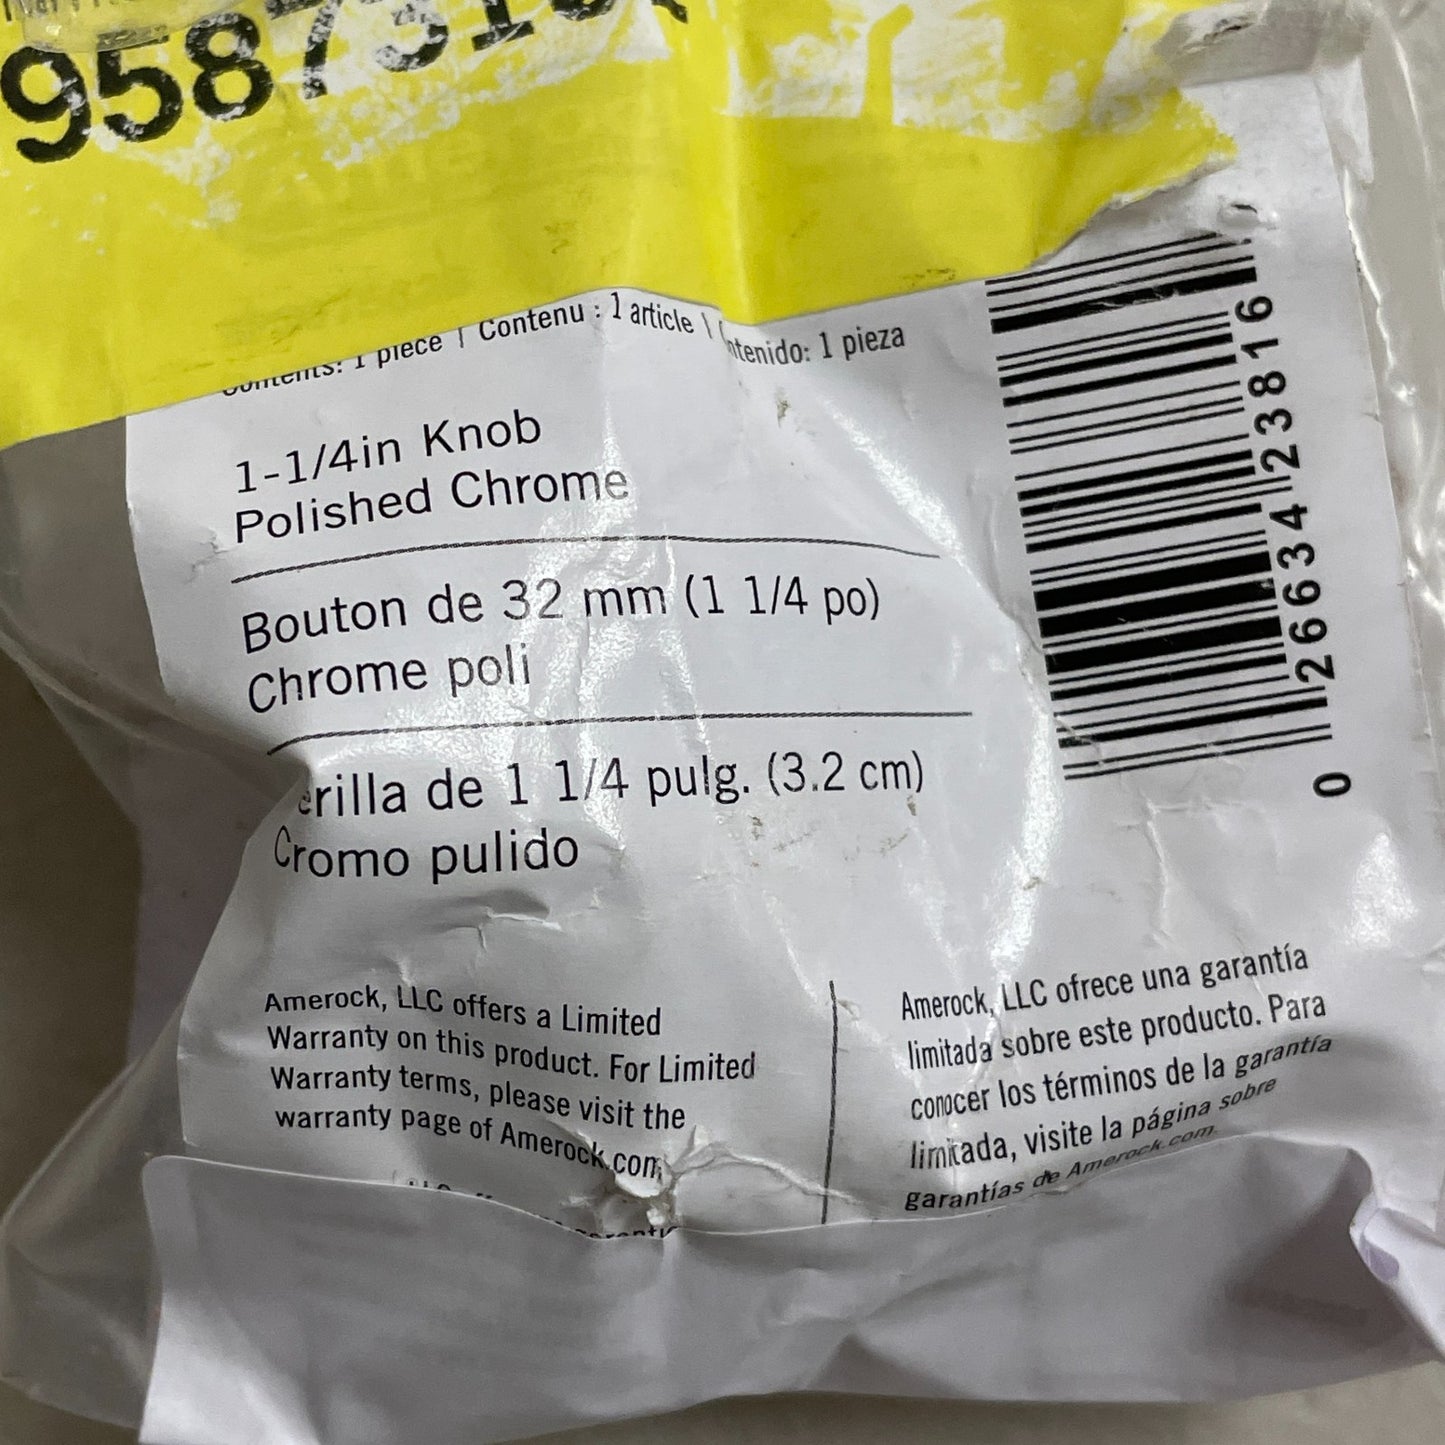 Contents: 1 piece | Contenu : 1 article | ntenido: 1 pieza
1-1/4in Knob
Polished Chrome
Bouton de 32 mm (1 1/4 po)
Chrome poli
erilla de 1 1/4 pulg. (3.2 cm)
Cromo pulido
Amerock, LLC offers a Limited
Warranty on this product. For Limited
Warranty terms, please visit the
warranty page of Amerock.com
Amerock, LLC ofrece una garantía
limitada sobre este producto. Para
conocer los términos de la garantía
limitada, visite la página sobre
garantías de Amerock.com.
0 26634 23816